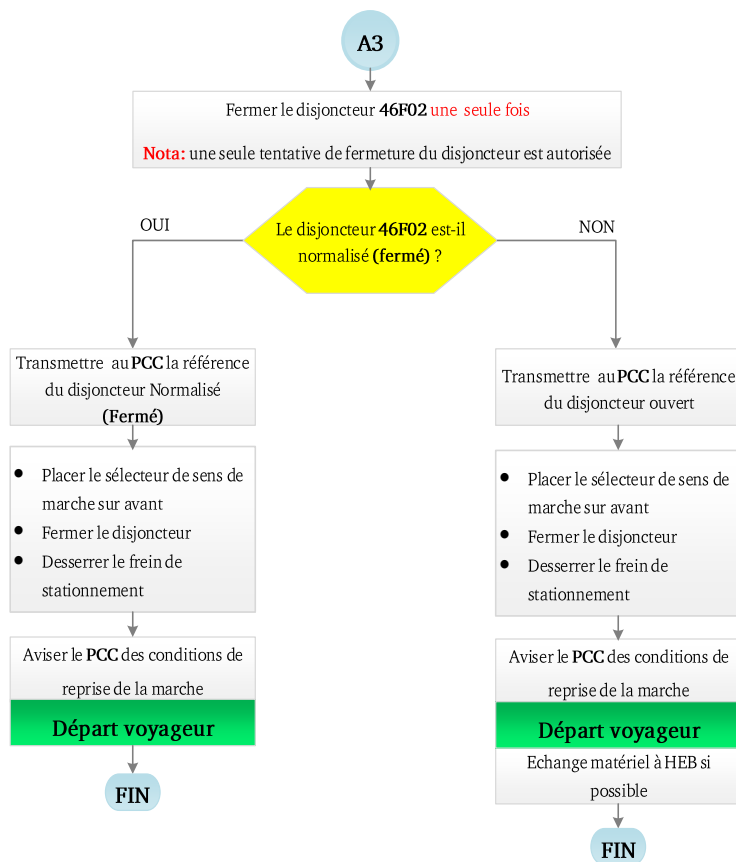 A3
Fermer le disjoncteur 46F02 une seule fois
Nota: une seule tentative de fermeture du disjoncteur est autorisée
Le disjoncteur 46F02 est-il
normalisé (fermé) ?
OUI
NON
Transmettre au PCC la référence
du disjoncteur Normalisé
(Fermé)
• Placer le sélecteur de sens de
marche sur avant
• Fermer le disjoncteur
• Desserrer le frein de
stationnement
Aviser le PCC des conditions de
reprise de la marche
Départ voyageur
FIN
Transmettre au PCC la référence
du disjoncteur ouvert
• Placer le sélecteur de sens de
marche sur avant
• Fermer le disjoncteur
• Desserrer le frein de
stationnement
Aviser le PCC des conditions de
reprise de la marche
Départ voyageur
Echange matériel à HEB si
possible
FIN